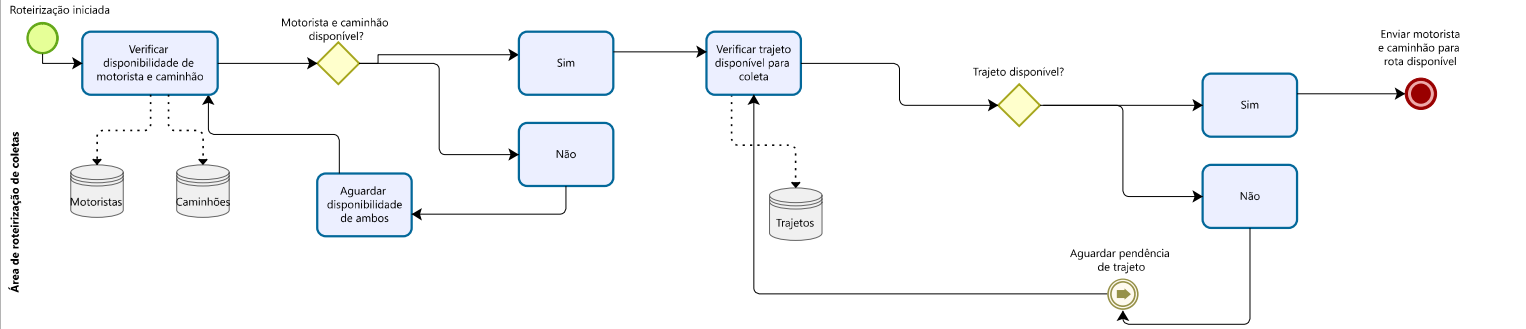 Roteirização iniciada
Verificar
disponibilidade de
motorista e caminhão
Motorista e caminhão
disponível?
Sim
Não
Aguardar
disponibilidade
de ambos
Motoristas
Caminhões
Verificar trajeto
disponível para
coleta
Trajetos
Trajeto disponível?
Sim
Não
Aguardar pendência
de trajeto
Enviar motorista
e caminhão para
rota disponível
Área de roteirização de coletas